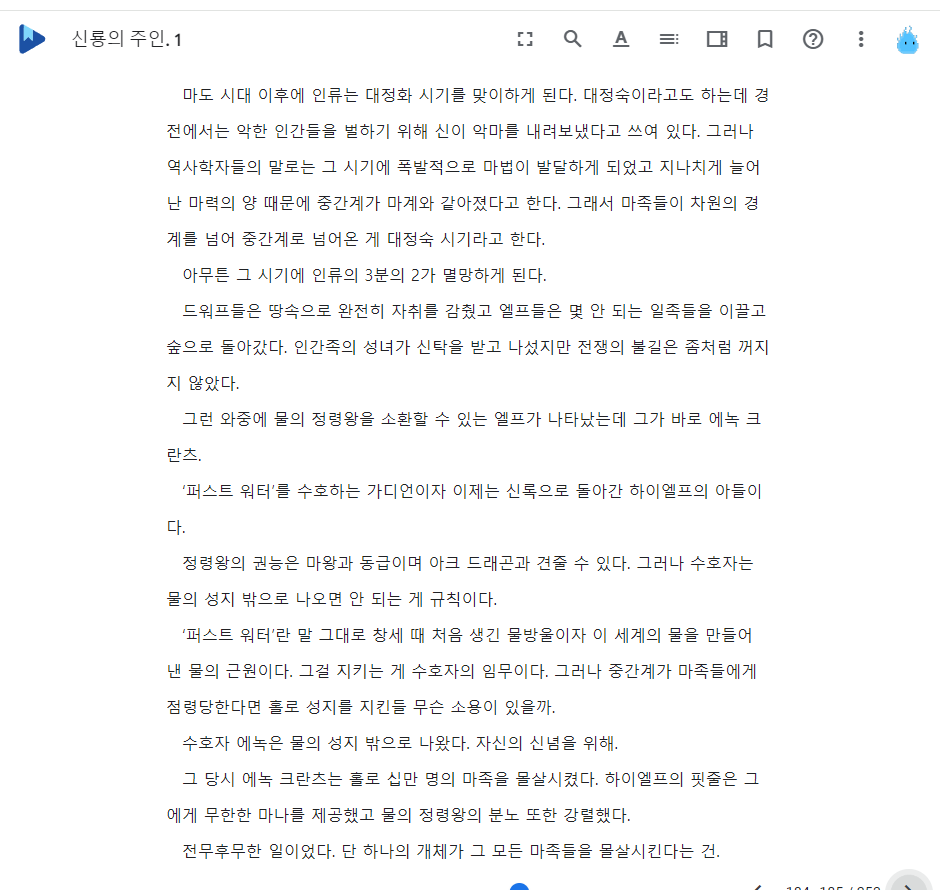 신룡의 주인. 1
마도 시대 이후에 인류는 대정화 시기를 맞이하게 된다. 대정숙이라고도 하는데 경
전에서는 악한 인간들을 벌하기 위해 신이 악마를 내려보냈다고 쓰여 있다. 그러나
역사학자들의 말로는 그 시기에 폭발적으로 마법이 발달하게 되었고 지나치게 늘어
난 마력의 양 때문에 중간계가 마계와 같아졌다고 한다. 그래서 마족들이 차원의 경
계를 넘어 중간계로 넘어온 게 대정숙 시기라고 한다.
아무튼 그 시기에 인류의 3분의 2가 멸망하게 된다.
드워프들은 땅속으로 완전히 자취를 감췄고 엘프들은 몇 안 되는 일족들을 이끌고
숲으로 돌아갔다. 인간족의 성녀가 신탁을 받고 나섰지만 전쟁의 불길은 좀처럼 꺼지
지 않았다.
그런 와중에 물의 정령왕을 소환할 수 있는 엘프가 나타났는데 그가 바로 에녹 크
란츠.
‘퍼스트 워터’를 수호하는 가디언이자 이제는 신록으로 돌아간 하이엘프의 아들이
다.
정령왕의 권능은 마왕과 동급이며 아크 드래곤과 견줄 수 있다. 그러나 수호자는
물의 성지 밖으로 나오면 안 되는 게 규칙이다.
‘퍼스트 워터’란 말 그대로 창세 때 처음 생긴 물방울이자 이 세계의 물을 만들어
낸 물의 근원이다. 그걸 지키는 게 수호자의 임무이다. 그러나 중간계가 마족들에게
점령당한다면 홀로 성지를 지킨들 무슨 소용이 있을까.
수호자 에녹은 물의 성지 밖으로 나왔다. 자신의 신념을 위해.
그 당시 에녹 크란츠는 홀로 십만 명의 마족을 몰살시켰다. 하이엘프의 핏줄은 그
에게 무한한 마나를 제공했고 물의 정령왕의 분노 또한 강렬했다.
전무후무한 일이었다. 단 하나의 개체가 그 모든 마족들을 몰살시킨다는 건.